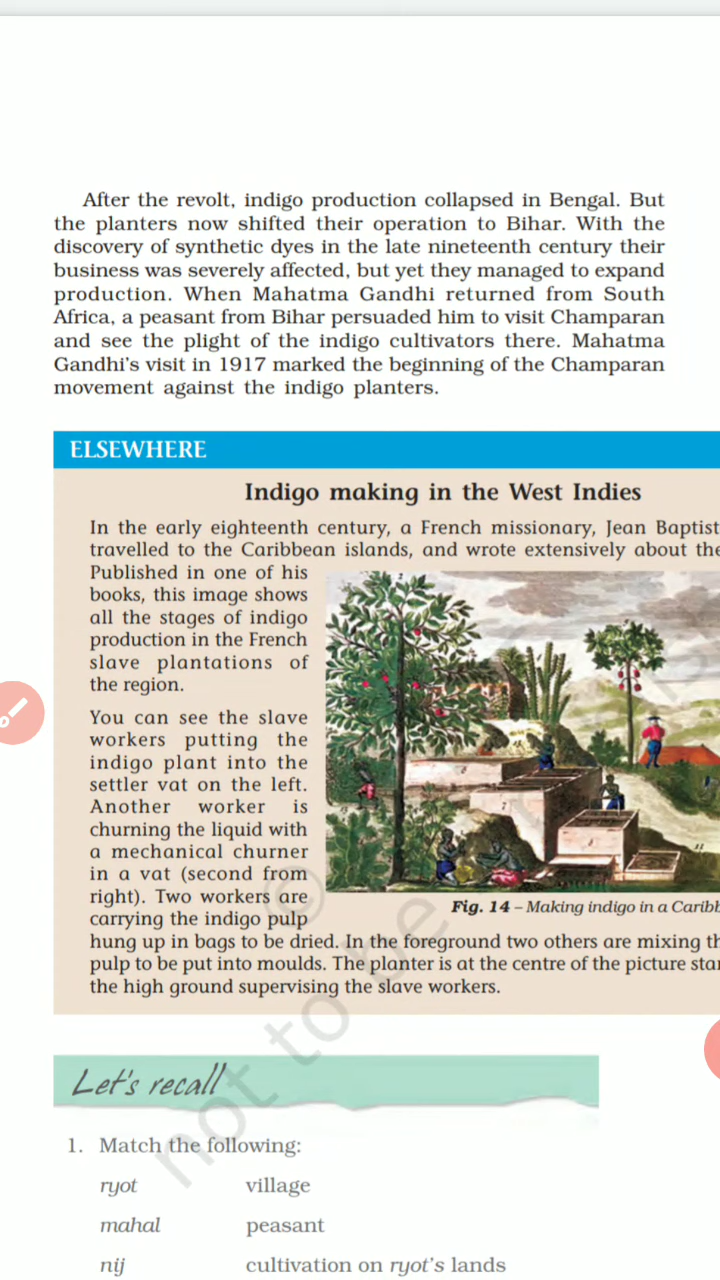 After the revolt, indigo production collapsed in Bengal. But
the planters now shifted their operation to Bihar. With the
discovery of synthetic dyes in the late nineteenth century their
business was severely affected, but yet they managed to expand
production. When Mahatma Gandhi returned from South
Africa, a peasant from Bihar persuaded him to visit Champaran
and see the plight of the indigo cultivators there. Mahatma
Gandhi's visit in 1917 marked the beginning of the Champaran
movement against the indigo planters.
ELSEWHERE
Indigo making in the West Indies
In the early eighteenth century, a French missionary, Jean Baptist
travelled to the Caribbean islands, and wrote extensively about the
Published in one of his
books, this image shows
all the stages of indigo
production in the French
slave plantations of
the region.
You can see the slave
workers putting the
indigo plant into the
settler vat on the left.
Another worker is
churning the liquid with
a mechanical churner
in a vat (second from
right). Two workers are
carrying the indigo pulp
Fig. 14 – Making indigo in a Caribb
hung up in bags to be dried. In the foreground two others are mixing th
pulp to be put into moulds. The planter is at the centre of the picture star
the high ground supervising the slave workers.
Let's recall
1. Match the following:
ryot village
mahal peasant
nij cultivation on ryot's lands
© not to be